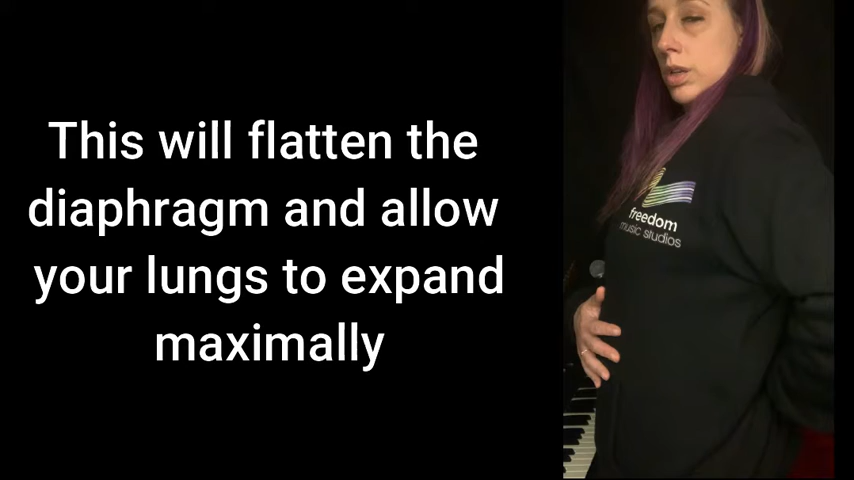 This will flatten the
diaphragm and allow
your lungs to expand
maximally
freedom
music studios